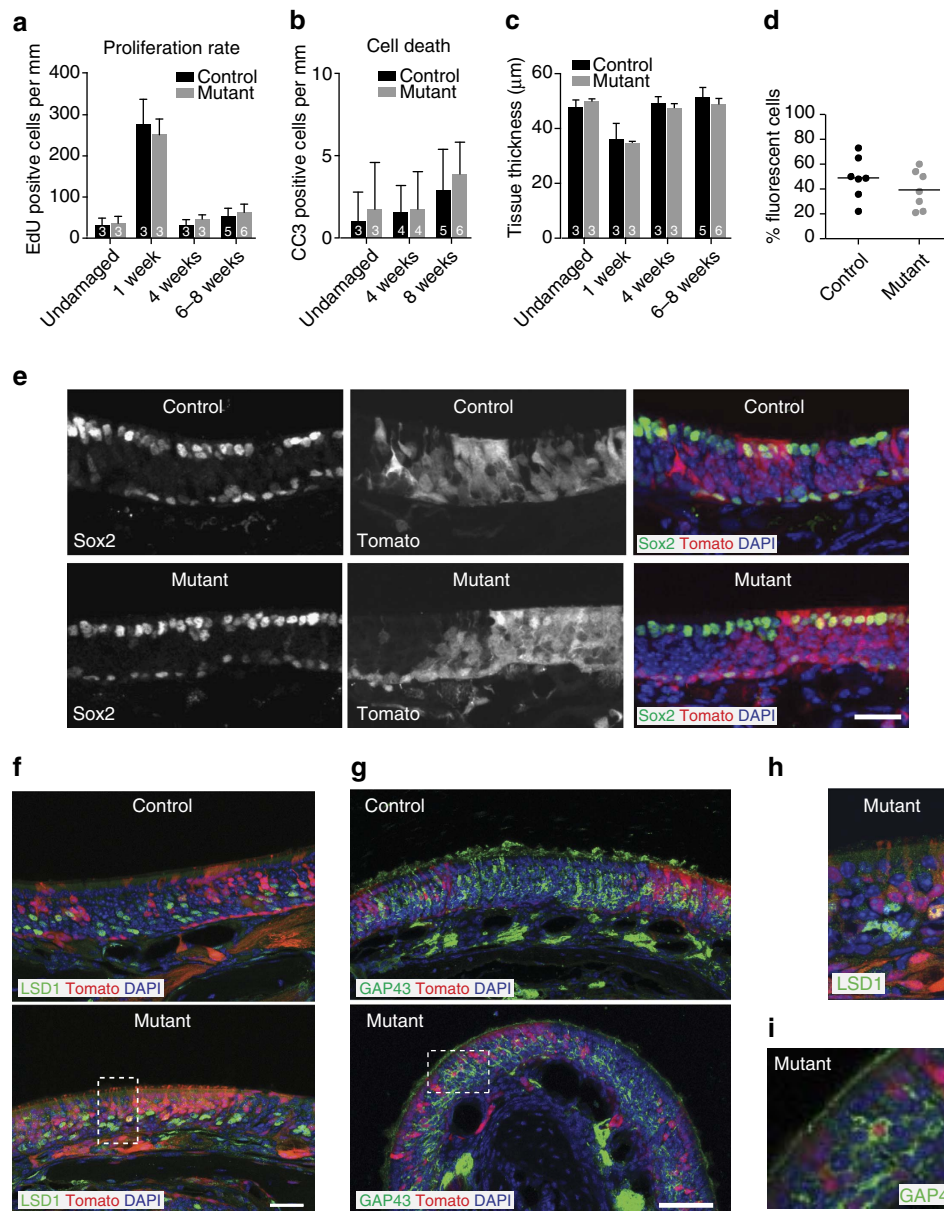 a
Proliferation rate
EdU positive cells per mm
400
300
200
100
0
Control
Mutant
3 3 3 3 3 3 5 6
Undamaged
1 week
4 weeks
6–8 weeks
b
Cell death
CC3 positive cells per mm
10
5
0
Control
Mutant
3 3 4 4 5 6
Undamaged
4 weeks
8 weeks
c
Tissue thickness (μm)
60
40
20
0
Control
Mutant
3 3 3 3 3 3 5 6
Undamaged
1 week
4 weeks
6–8 weeks
d
% fluorescent cells
100
80
60
40
20
0
Control
Mutant
e
Control
Sox2
Control
Tomato
Control
Sox2 Tomato DAPI
Mutant
Sox2
Mutant
Tomato
Mutant
Sox2 Tomato DAPI
f
Control
LSD1 Tomato DAPI
Mutant
LSD1 Tomato DAPI
g
Control
GAP43 Tomato DAPI
Mutant
GAP43 Tomato DAPI
h
Mutant
LSD1
i
Mutant
GAP4